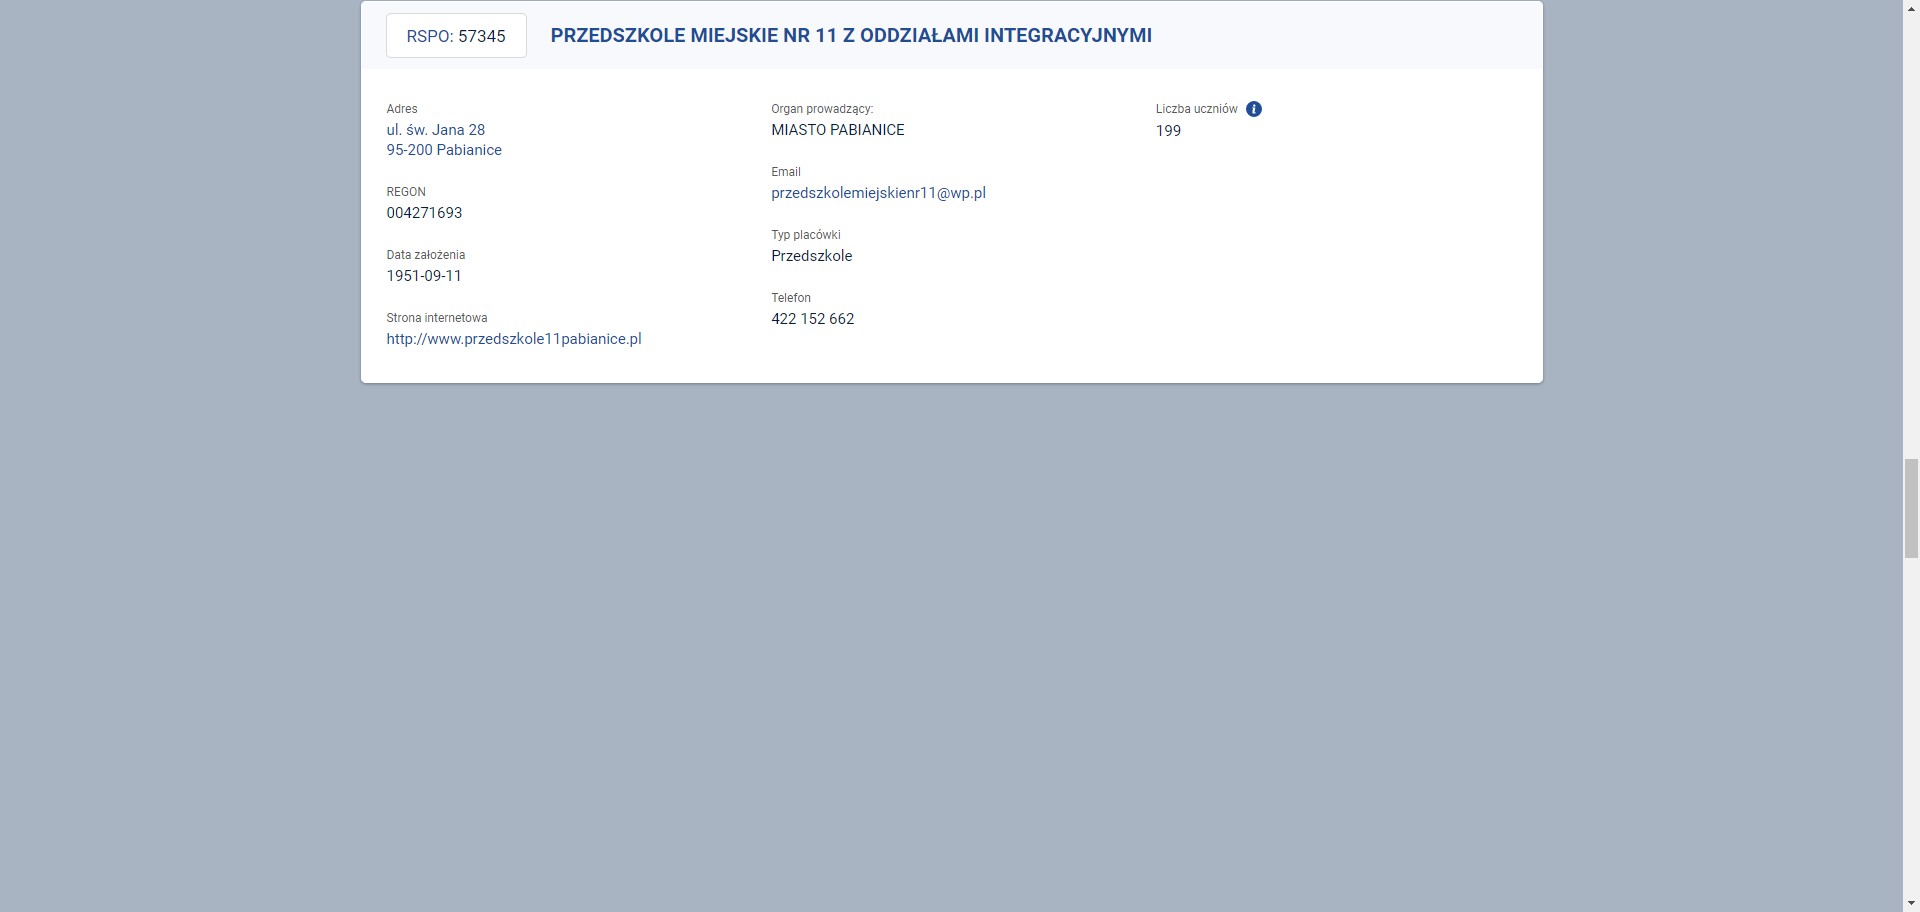 RSPO: 57345
PRZEDSZKOLE MIEJSKIE NR 11 Z ODDZIAŁAMI INTEGRACYJNYMI
Adres
ul. św. Jana 28
95-200 Pabianice
REGON
004271693
Data założenia
1951-09-11
Strona internetowa
http://www.przedszkole11pabianice.pl
Organ prowadzący:
MIASTO PABIANICE
Email
przedszkolemiejskienr11@wp.pl
Typ placówki
Przedszkole
Telefon
422 152 662
Liczba uczniów i
199